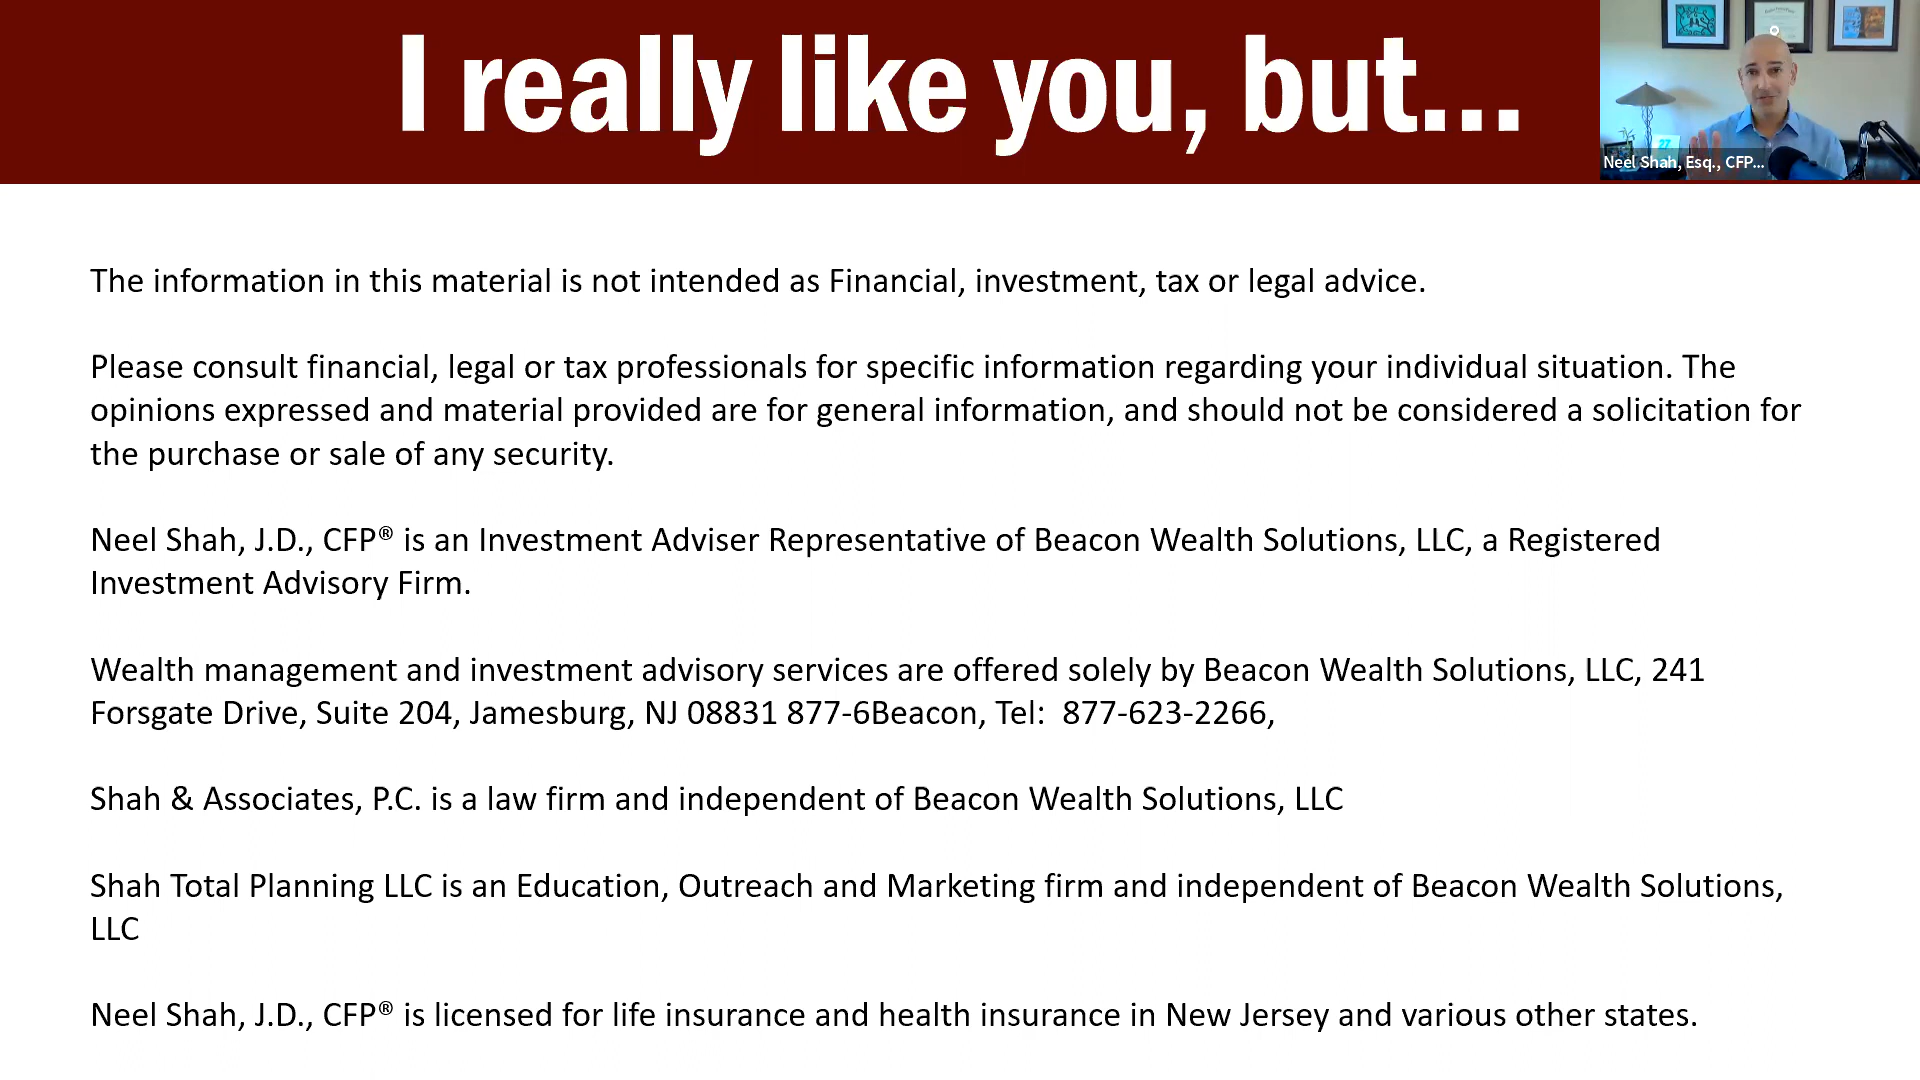 I really like you, but...
27
Neel Shah, Esq., CFP...
The information in this material is not intended as Financial, investment, tax or legal advice.
Please consult financial, legal or tax professionals for specific information regarding your individual situation. The
opinions expressed and material provided are for general information, and should not be considered a solicitation for
the purchase or sale of any security.
Neel Shah, J.D., CFP® is an Investment Adviser Representative of Beacon Wealth Solutions, LLC, a Registered
Investment Advisory Firm.
Wealth management and investment advisory services are offered solely by Beacon Wealth Solutions, LLC, 241
Forsgate Drive, Suite 204, Jamesburg, NJ 08831 877-6Beacon, Tel:  877-623-2266,
Shah & Associates, P.C. is a law firm and independent of Beacon Wealth Solutions, LLC
Shah Total Planning LLC is an Education, Outreach and Marketing firm and independent of Beacon Wealth Solutions,
LLC
Neel Shah, J.D., CFP® is licensed for life insurance and health insurance in New Jersey and various other states.